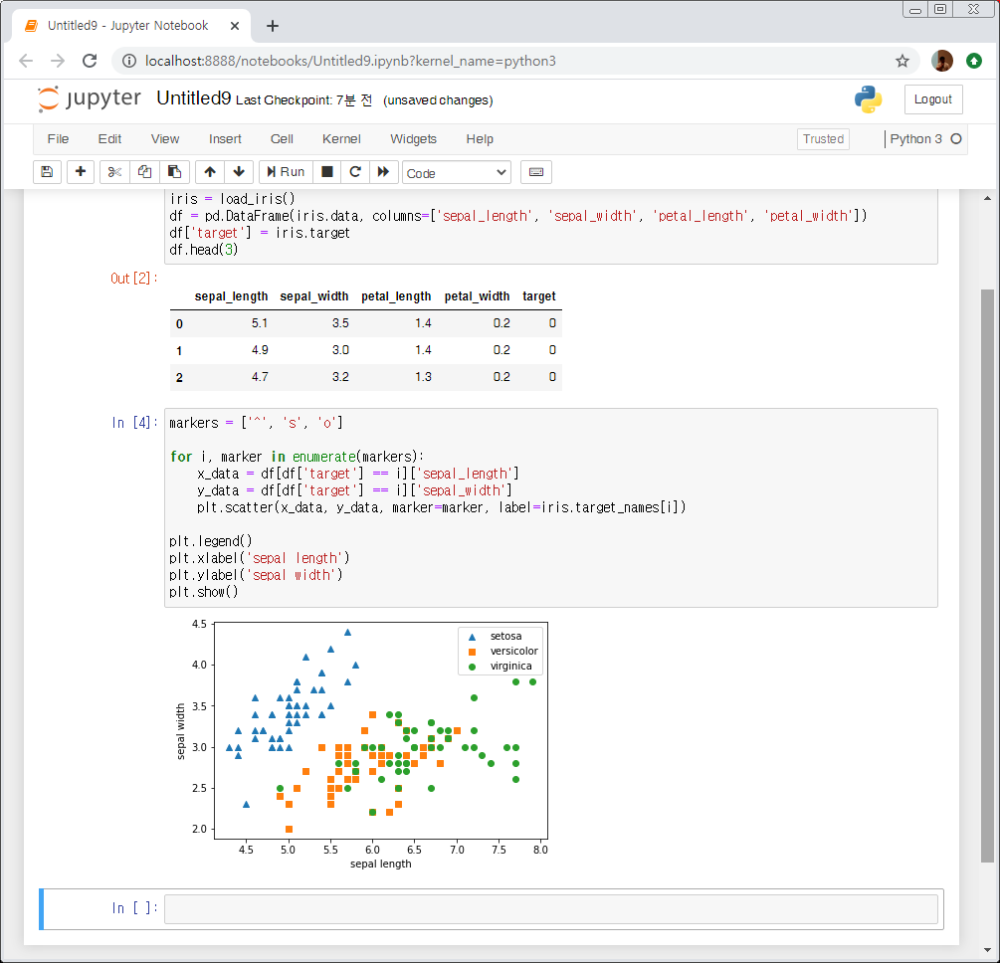 Untitled9 - Jupyter Notebook
localhost:8888/notebooks/Untitled9.ipynb?kernel_name=python3
jupyter Untitled9 Last Checkpoint: 7분 전 (unsaved changes) Logout
File Edit View Insert Cell Kernel Widgets Help Trusted Python 3
Run Code
iris = load_iris()
df = pd.DataFrame(iris.data, columns=['sepal_length', 'sepal_width', 'petal_length', 'petal_width'])
df['target'] = iris.target
df.head(3)
Out[2]:
sepal_length sepal_width petal_length petal_width target
0 5.1 3.5 1.4 0.2 0
1 4.9 3.0 1.4 0.2 0
2 4.7 3.2 1.3 0.2 0
In [4]: markers = ['^', 's', 'o']
for i, marker in enumerate(markers):
    x_data = df[df['target'] == i]['sepal_length']
    y_data = df[df['target'] == i]['sepal_width']
    plt.scatter(x_data, y_data, marker=marker, label=iris.target_names[i])
plt.legend()
plt.xlabel('sepal length')
plt.ylabel('sepal width')
plt.show()
4.5
4.0
3.5
3.0
2.5
2.0
sepal width
setosa
versicolor
virginica
4.5 5.0 5.5 6.0 6.5 7.0 7.5 8.0
sepal length
In [ ]: